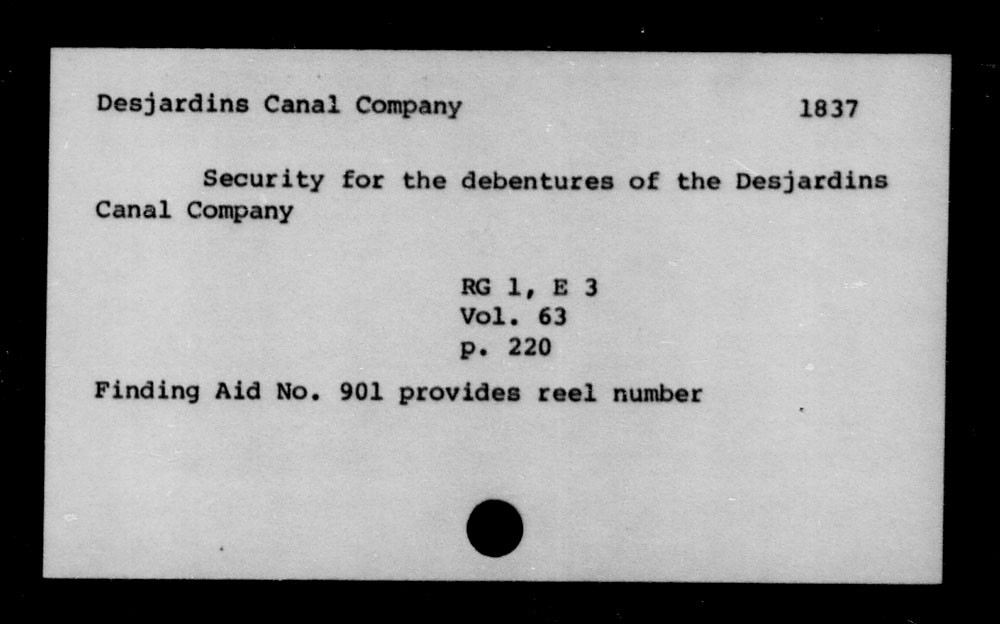 Desjardins Canal Company 1837
Security for the debentures of the Desjardins
Canal Company
RG 1, E 3
Vol. 63
p. 220
Finding Aid No. 901 provides reel number